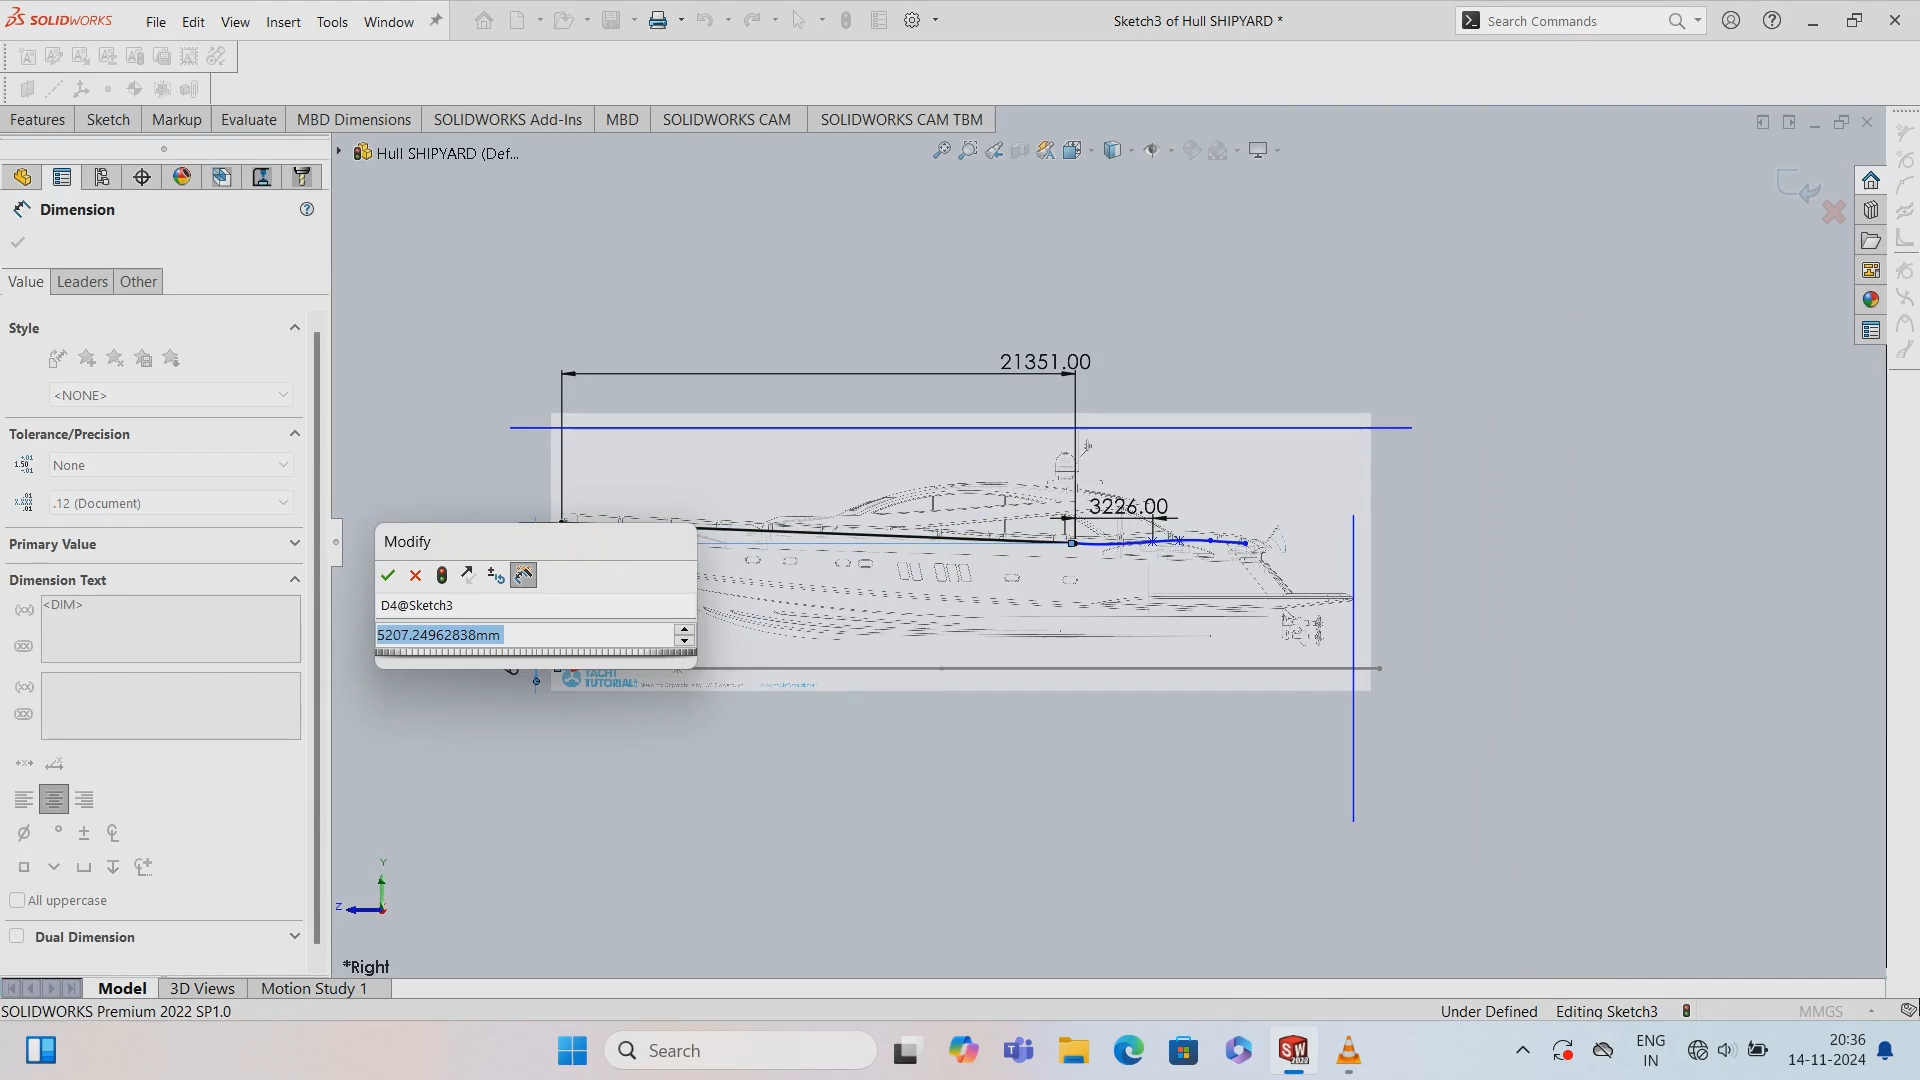 SOLIDWORKS
File
Edit
View
Insert
Tools
Window
Sketch3 of Hull SHIPYARD *
Search Commands
Features
Sketch
Markup
Evaluate
MBD Dimensions
SOLIDWORKS Add-Ins
MBD
SOLIDWORKS CAM
SOLIDWORKS CAM TBM
Hull SHIPYARD (Def...
Dimension
Value
Leaders
Other
Style
<NONE>
Tolerance/Precision
None
.12 (Document)
Primary Value
Dimension Text
<DIM>
All uppercase
Dual Dimension
21351.00
3226.00
Modify
D4@Sketch3
5207.24962838mm
YACHT
TUTORIAL
Y
Z
*Right
Model
3D Views
Motion Study 1
SOLIDWORKS Premium 2022 SP1.0
Under Defined
Editing Sketch3
MMGS
Search
ENG
IN
20:36
14-11-2024